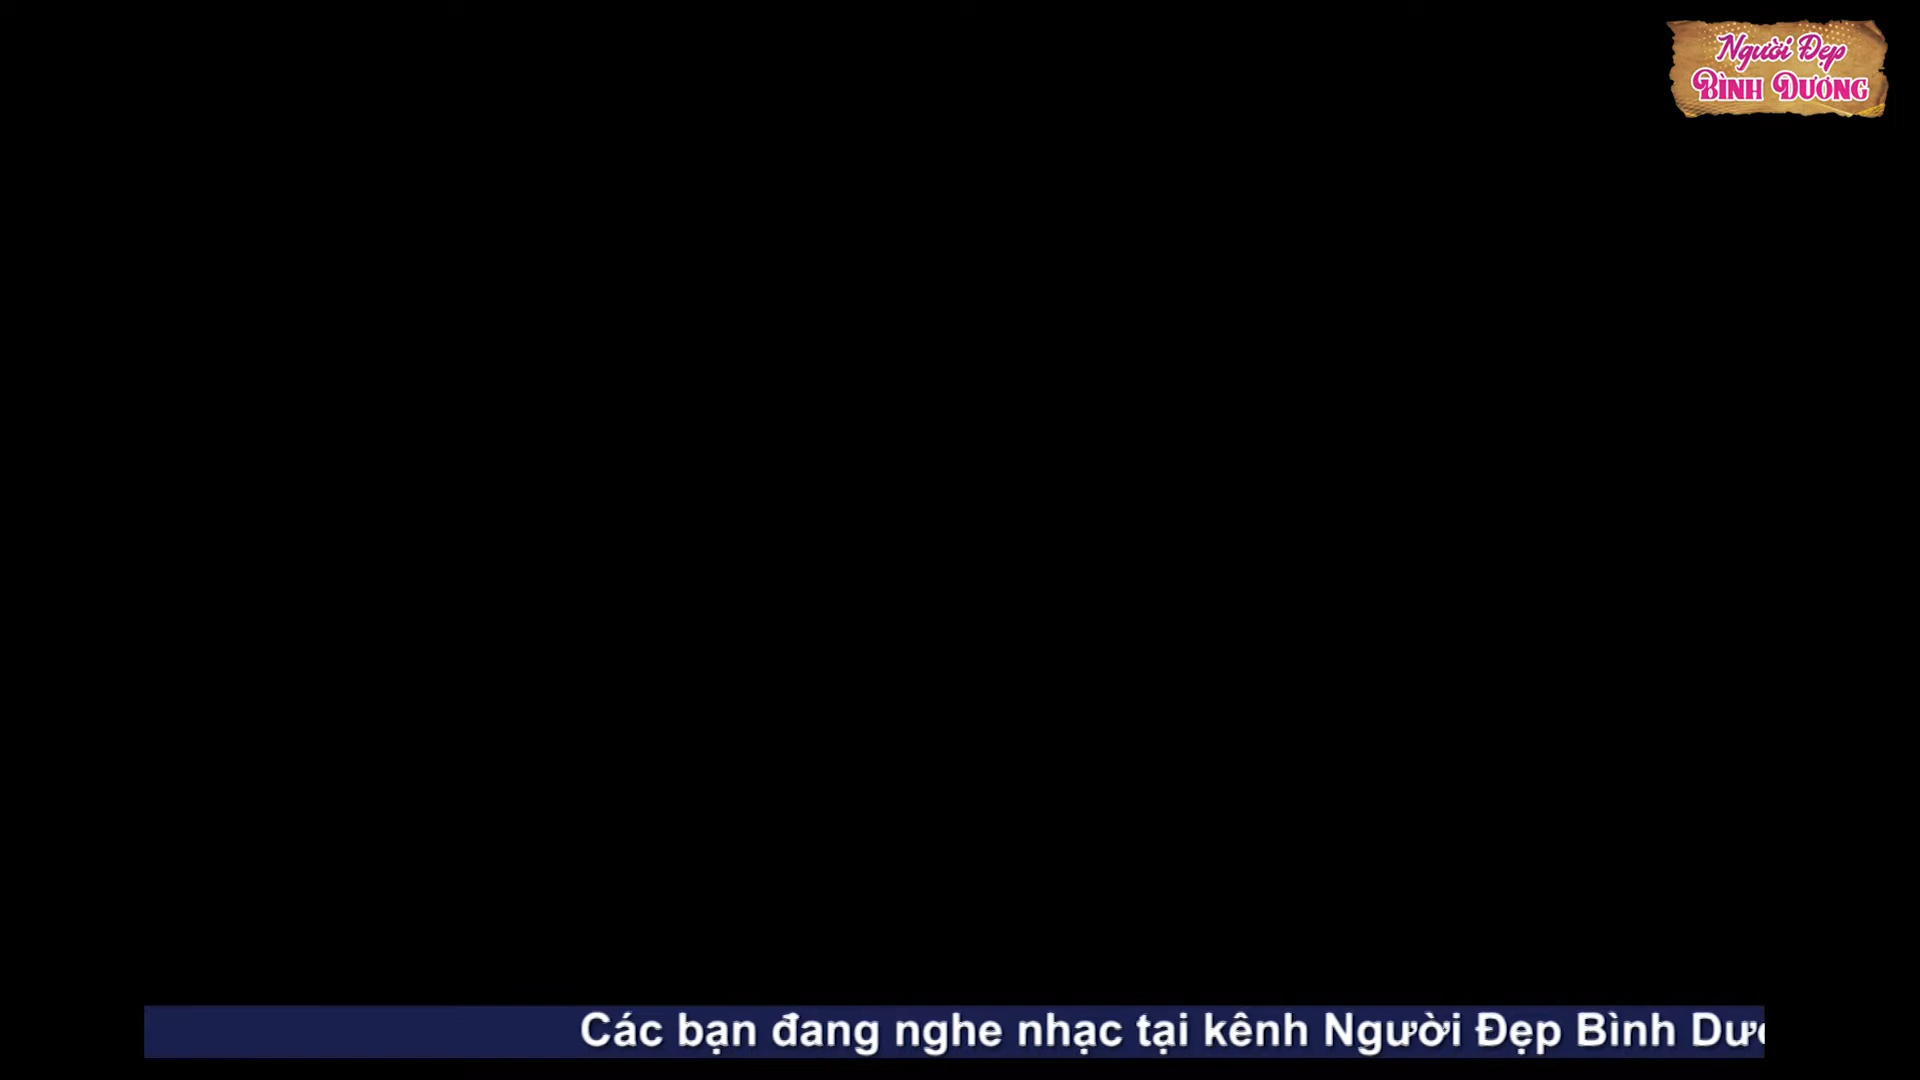 Người Đẹp
BÌNH DƯƠNG
Các bạn đang nghe nhạc tại kênh Người Đẹp Bình